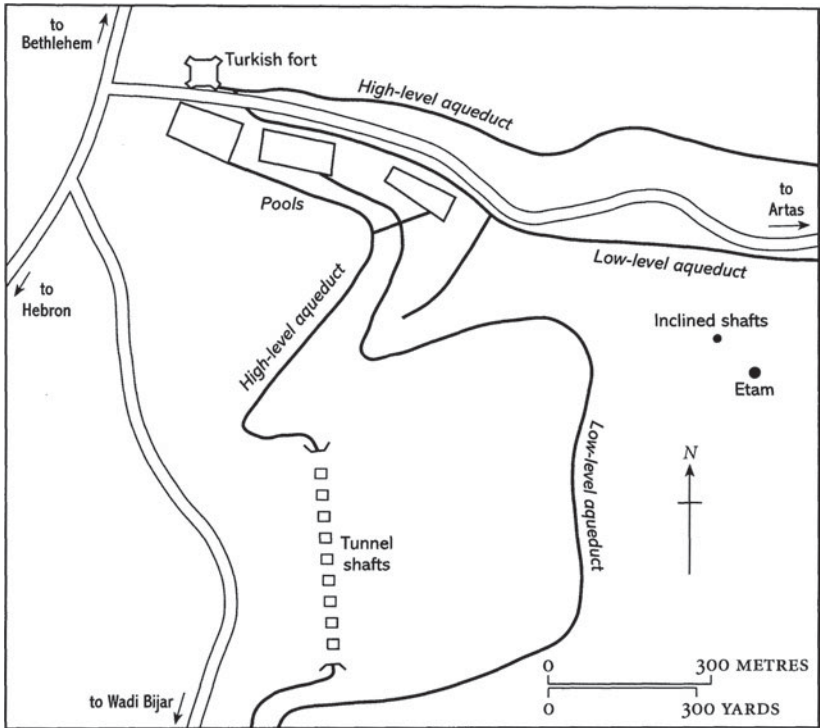 to
Bethlehem
Turkish fort
High-level aqueduct
Pools
to
Artas
Low-level aqueduct
to
Hebron
High-level aqueduct
Inclined shafts
Etam
Low-level aqueduct
N
Tunnel
shafts
to Wadi Bijar
0 300 METRES
0 300 YARDS